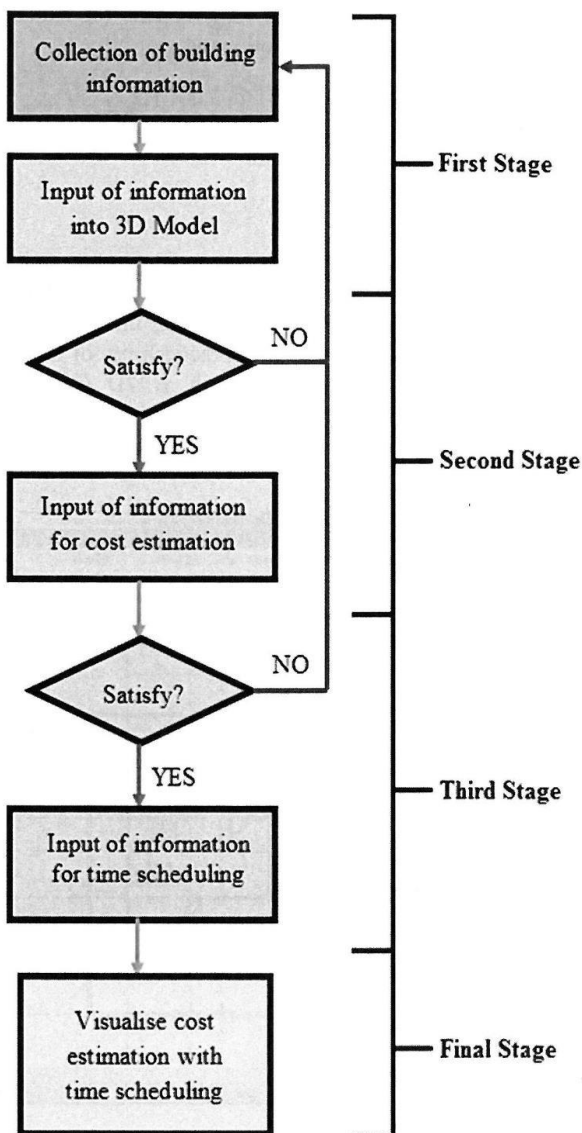 Collection of building
information
Input of information
into 3D Model
First Stage
Satisfy?
NO
YES
Input of information
for cost estimation
Second Stage
Satisfy?
NO
YES
Input of information
for time scheduling
Third Stage
Visualise cost
estimation with
time scheduling
Final Stage